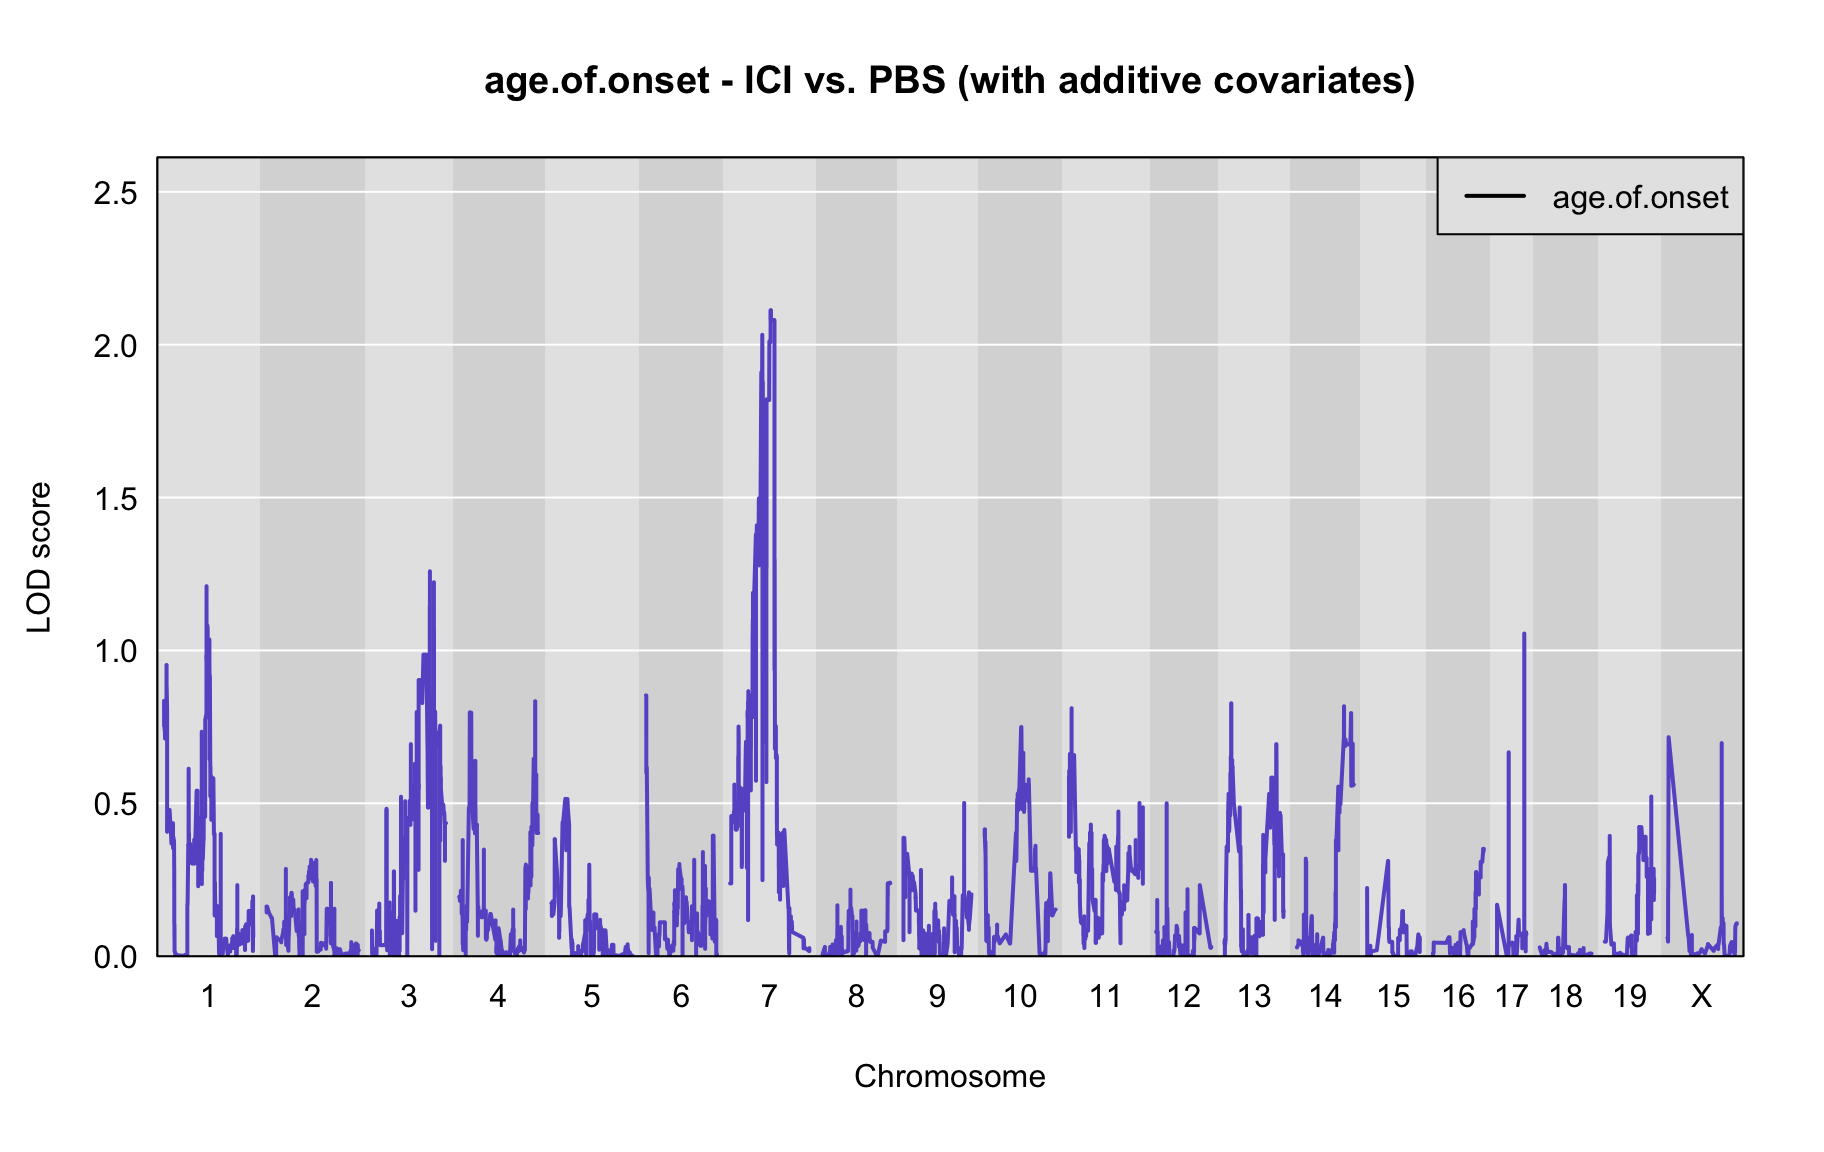 age.of.onset - ICI vs. PBS (with additive covariates)
age.of.onset
2.5
2.0
1.5
1.0
0.5
0.0
LOD score
1 2 3 4 5 6 7 8 9 10 11 12 13 14 15 16 17 18 19 X
Chromosome